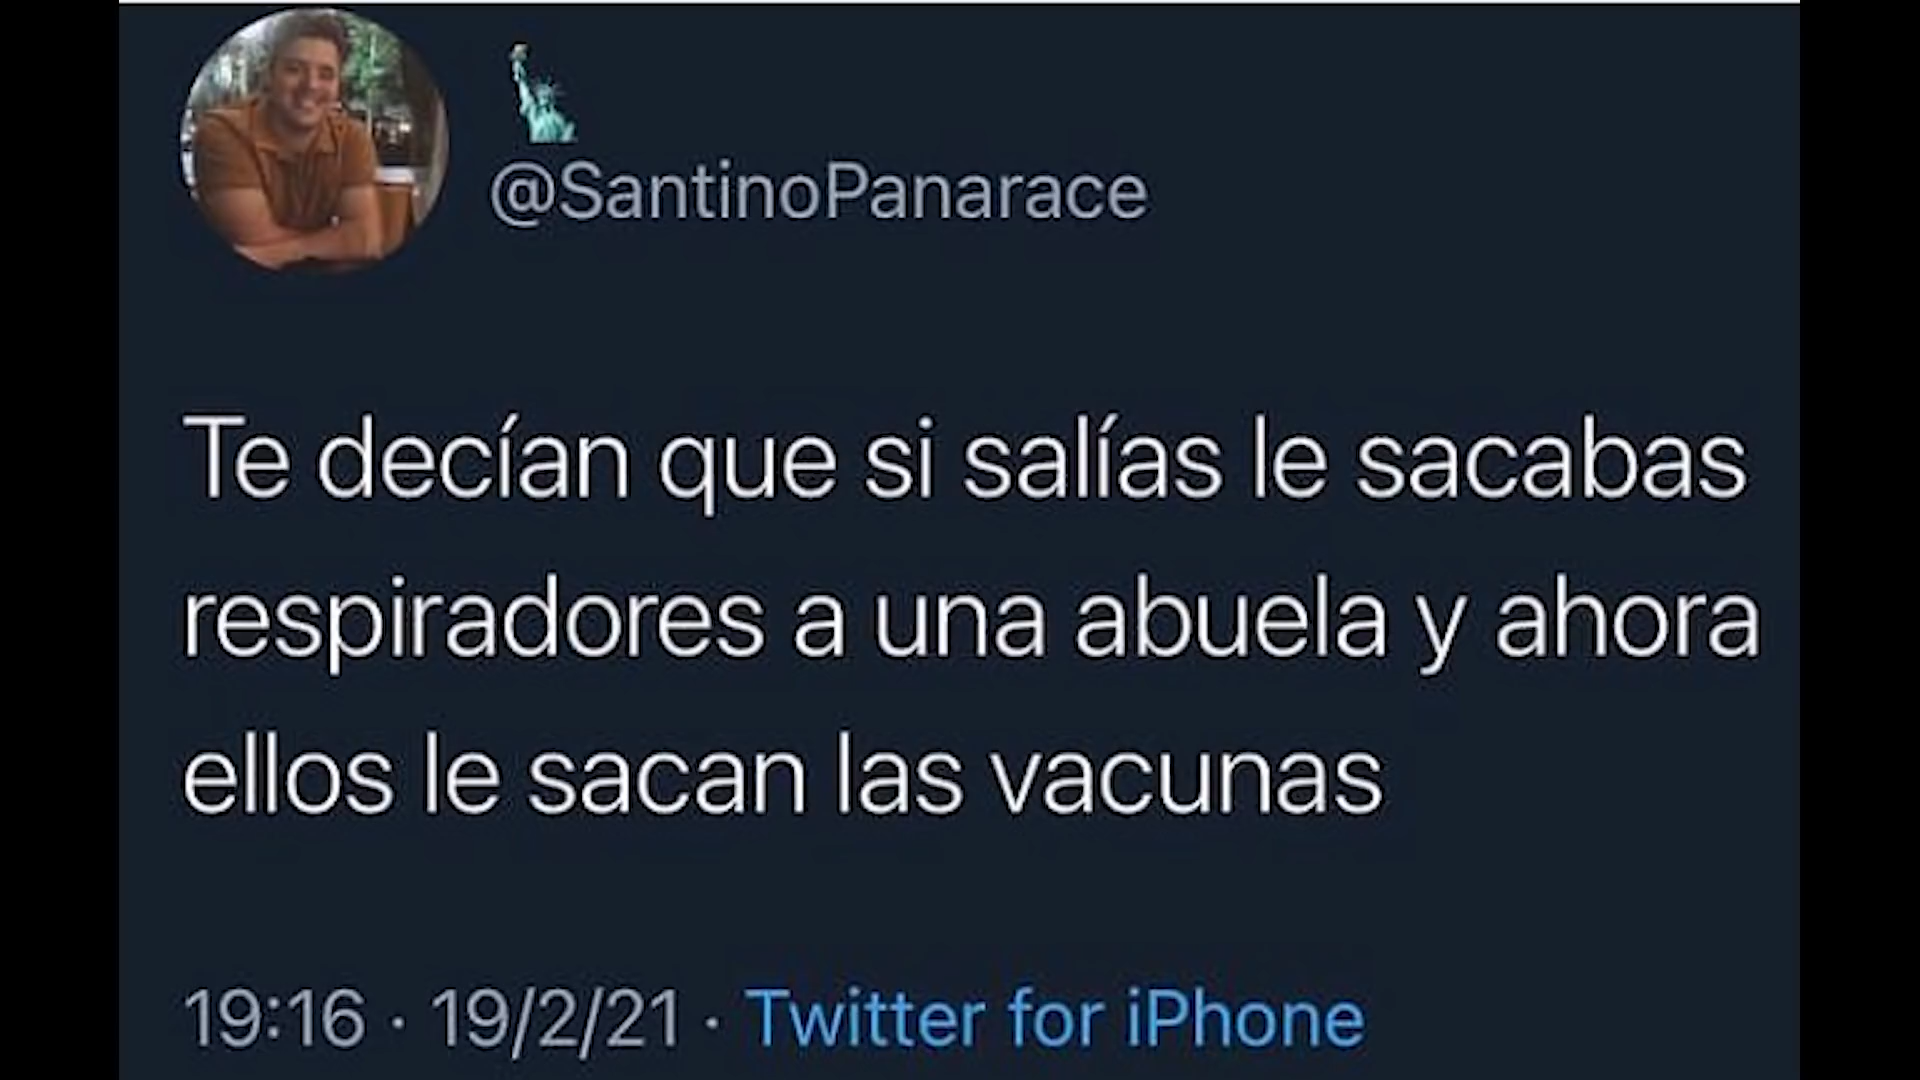 @SantinoPanarace
Te decían que si salías le sacabas
respiradores a una abuela y ahora
ellos le sacan las vacunas
19:16 · 19/2/21 · Twitter for iPhone